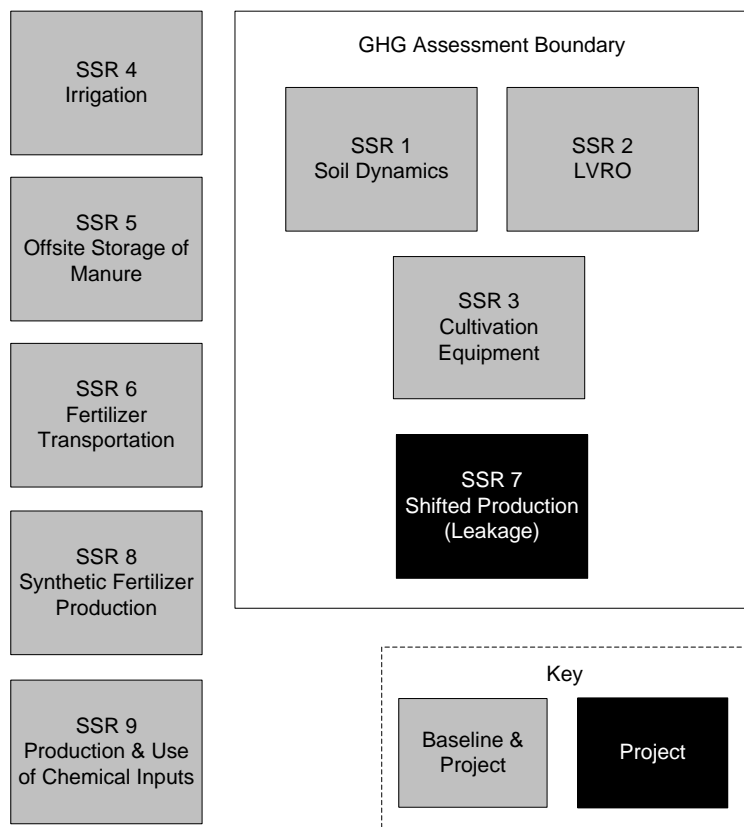 SSR 4
Irrigation
SSR 5
Offsite Storage of
Manure
SSR 6
Fertilizer
Transportation
SSR 8
Synthetic Fertilizer
Production
SSR 9
Production & Use
of Chemical Inputs
GHG Assessment Boundary
SSR 1
Soil Dynamics
SSR 2
LVRO
SSR 3
Cultivation
Equipment
SSR 7
Shifted Production
(Leakage)
Key
Baseline &
Project
Project